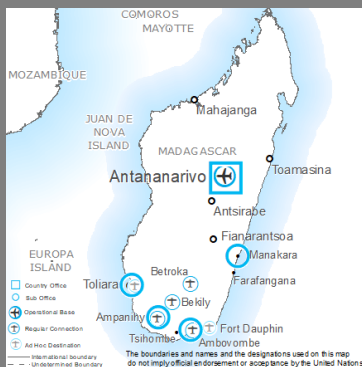 COMOROS
MAYOTTE
MOZAMBIQUE
JUAN DE
NOVA
ISLAND
Mahajanga
MADAGASCAR
Antananarivo
Toamasina
Antsirabe
Fianarantsoa
Manakara
EUROPA
ISLAND
Betroka
Farafangana
Toliara
Bekily
Ampanihy
Fort Dauphin
Tsihombe
Ambovombe
County Office
Sub Office
Operational Base
Regular Connection
Ad Hoc Destination
International boundary
Undetermined Boundary
The boundaries and names and the designations used on this map
do not imply official endorsement or acceptance by the United Nations